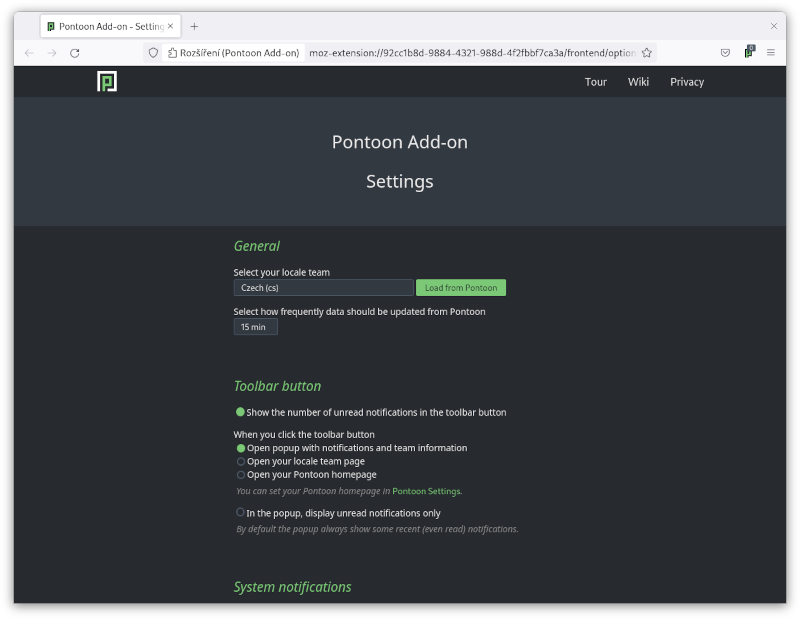 Pontoon Add-on - Setting
Rozšíření (Pontoon Add-on) moz-extension://92cc1b8d-9884-4321-988d-4f2fbbf7ca3a/frontend/option
0
Tour Wiki Privacy
Pontoon Add-on
Settings
General
Select your locale team
Czech (cs) Load from Pontoon
Select how frequently data should be updated from Pontoon
15 min
Toolbar button
Show the number of unread notifications in the toolbar button
When you click the toolbar button
Open popup with notifications and team information
Open your locale team page
Open your Pontoon homepage
You can set your Pontoon homepage in Pontoon Settings.
In the popup, display unread notifications only
By default the popup always show some recent (even read) notifications.
System notifications